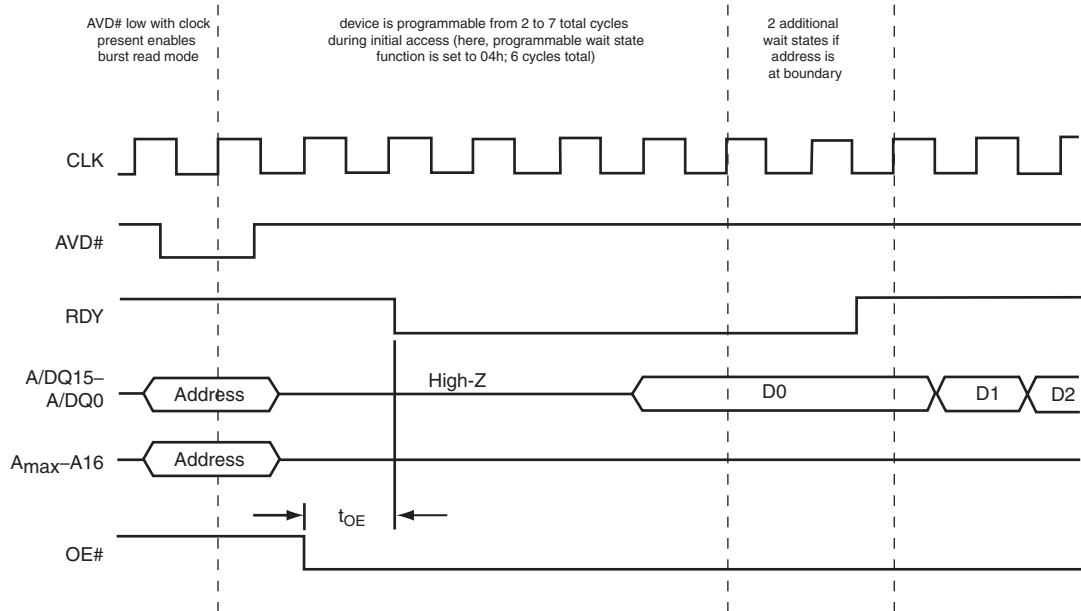 AVD# low with clock
present enables
burst read mode
device is programmable from 2 to 7 total cycles
during initial access (here, programmable wait state
function is set to 04h; 6 cycles total)
2 additional
wait states if
address is
at boundary
CLK
AVD#
RDY
A/DQ15–
A/DQ0
Address
High-Z
D0
D1
D2
Amax–A16
Address
tOE
OE#